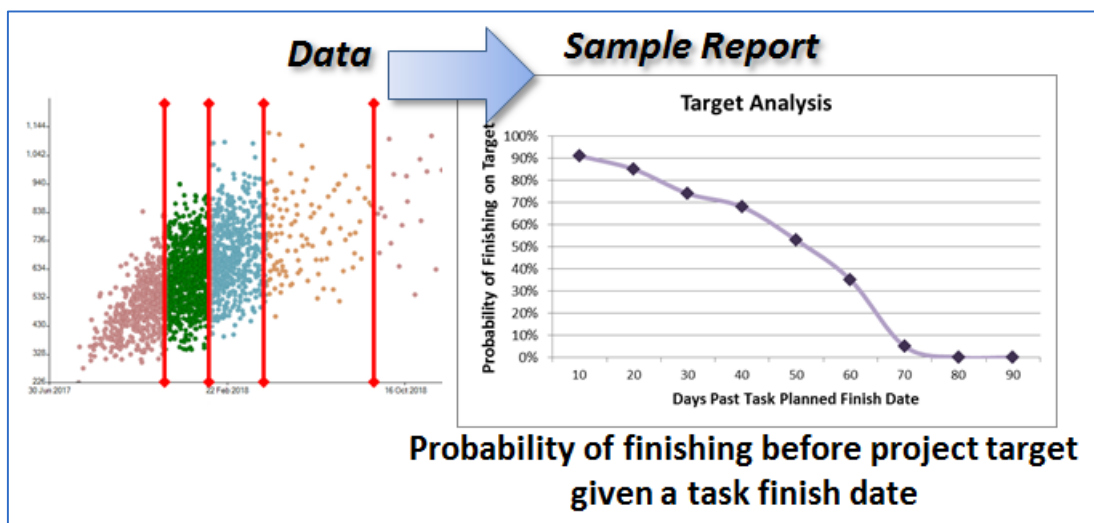 Data
Sample Report
1,144
1,042
940
838
736
634
532
430
328
226
30 Jun 2017
22 Feb 2018
16 Oct 2018
Target Analysis
Probability of Finishing on Target
100%
90%
80%
70%
60%
50%
40%
30%
20%
10%
0%
10 20 30 40 50 60 70 80 90
Days Past Task Planned Finish Date
Probability of finishing before project target
given a task finish date